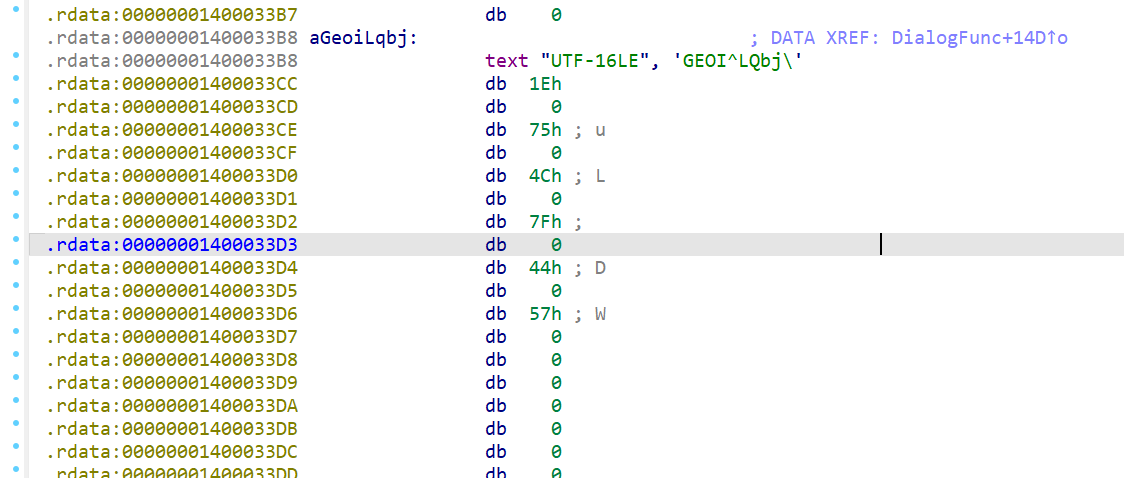 .rdata:00000001400033B7 db 0
.rdata:00000001400033B8 aGeoiLqbj: ; DATA XREF: DialogFunc+14D↑o
.rdata:00000001400033B8 text "UTF-16LE", 'GEOI^LQbj\'
.rdata:00000001400033CC db 1Eh
.rdata:00000001400033CD db 0
.rdata:00000001400033CE db 75h ; u
.rdata:00000001400033CF db 0
.rdata:00000001400033D0 db 4Ch ; L
.rdata:00000001400033D1 db 0
.rdata:00000001400033D2 db 7Fh ;
.rdata:00000001400033D3 db 0
.rdata:00000001400033D4 db 44h ; D
.rdata:00000001400033D5 db 0
.rdata:00000001400033D6 db 57h ; W
.rdata:00000001400033D7 db 0
.rdata:00000001400033D8 db 0
.rdata:00000001400033D9 db 0
.rdata:00000001400033DA db 0
.rdata:00000001400033DB db 0
.rdata:00000001400033DC db 0
.rdata:00000001400033DD db 0